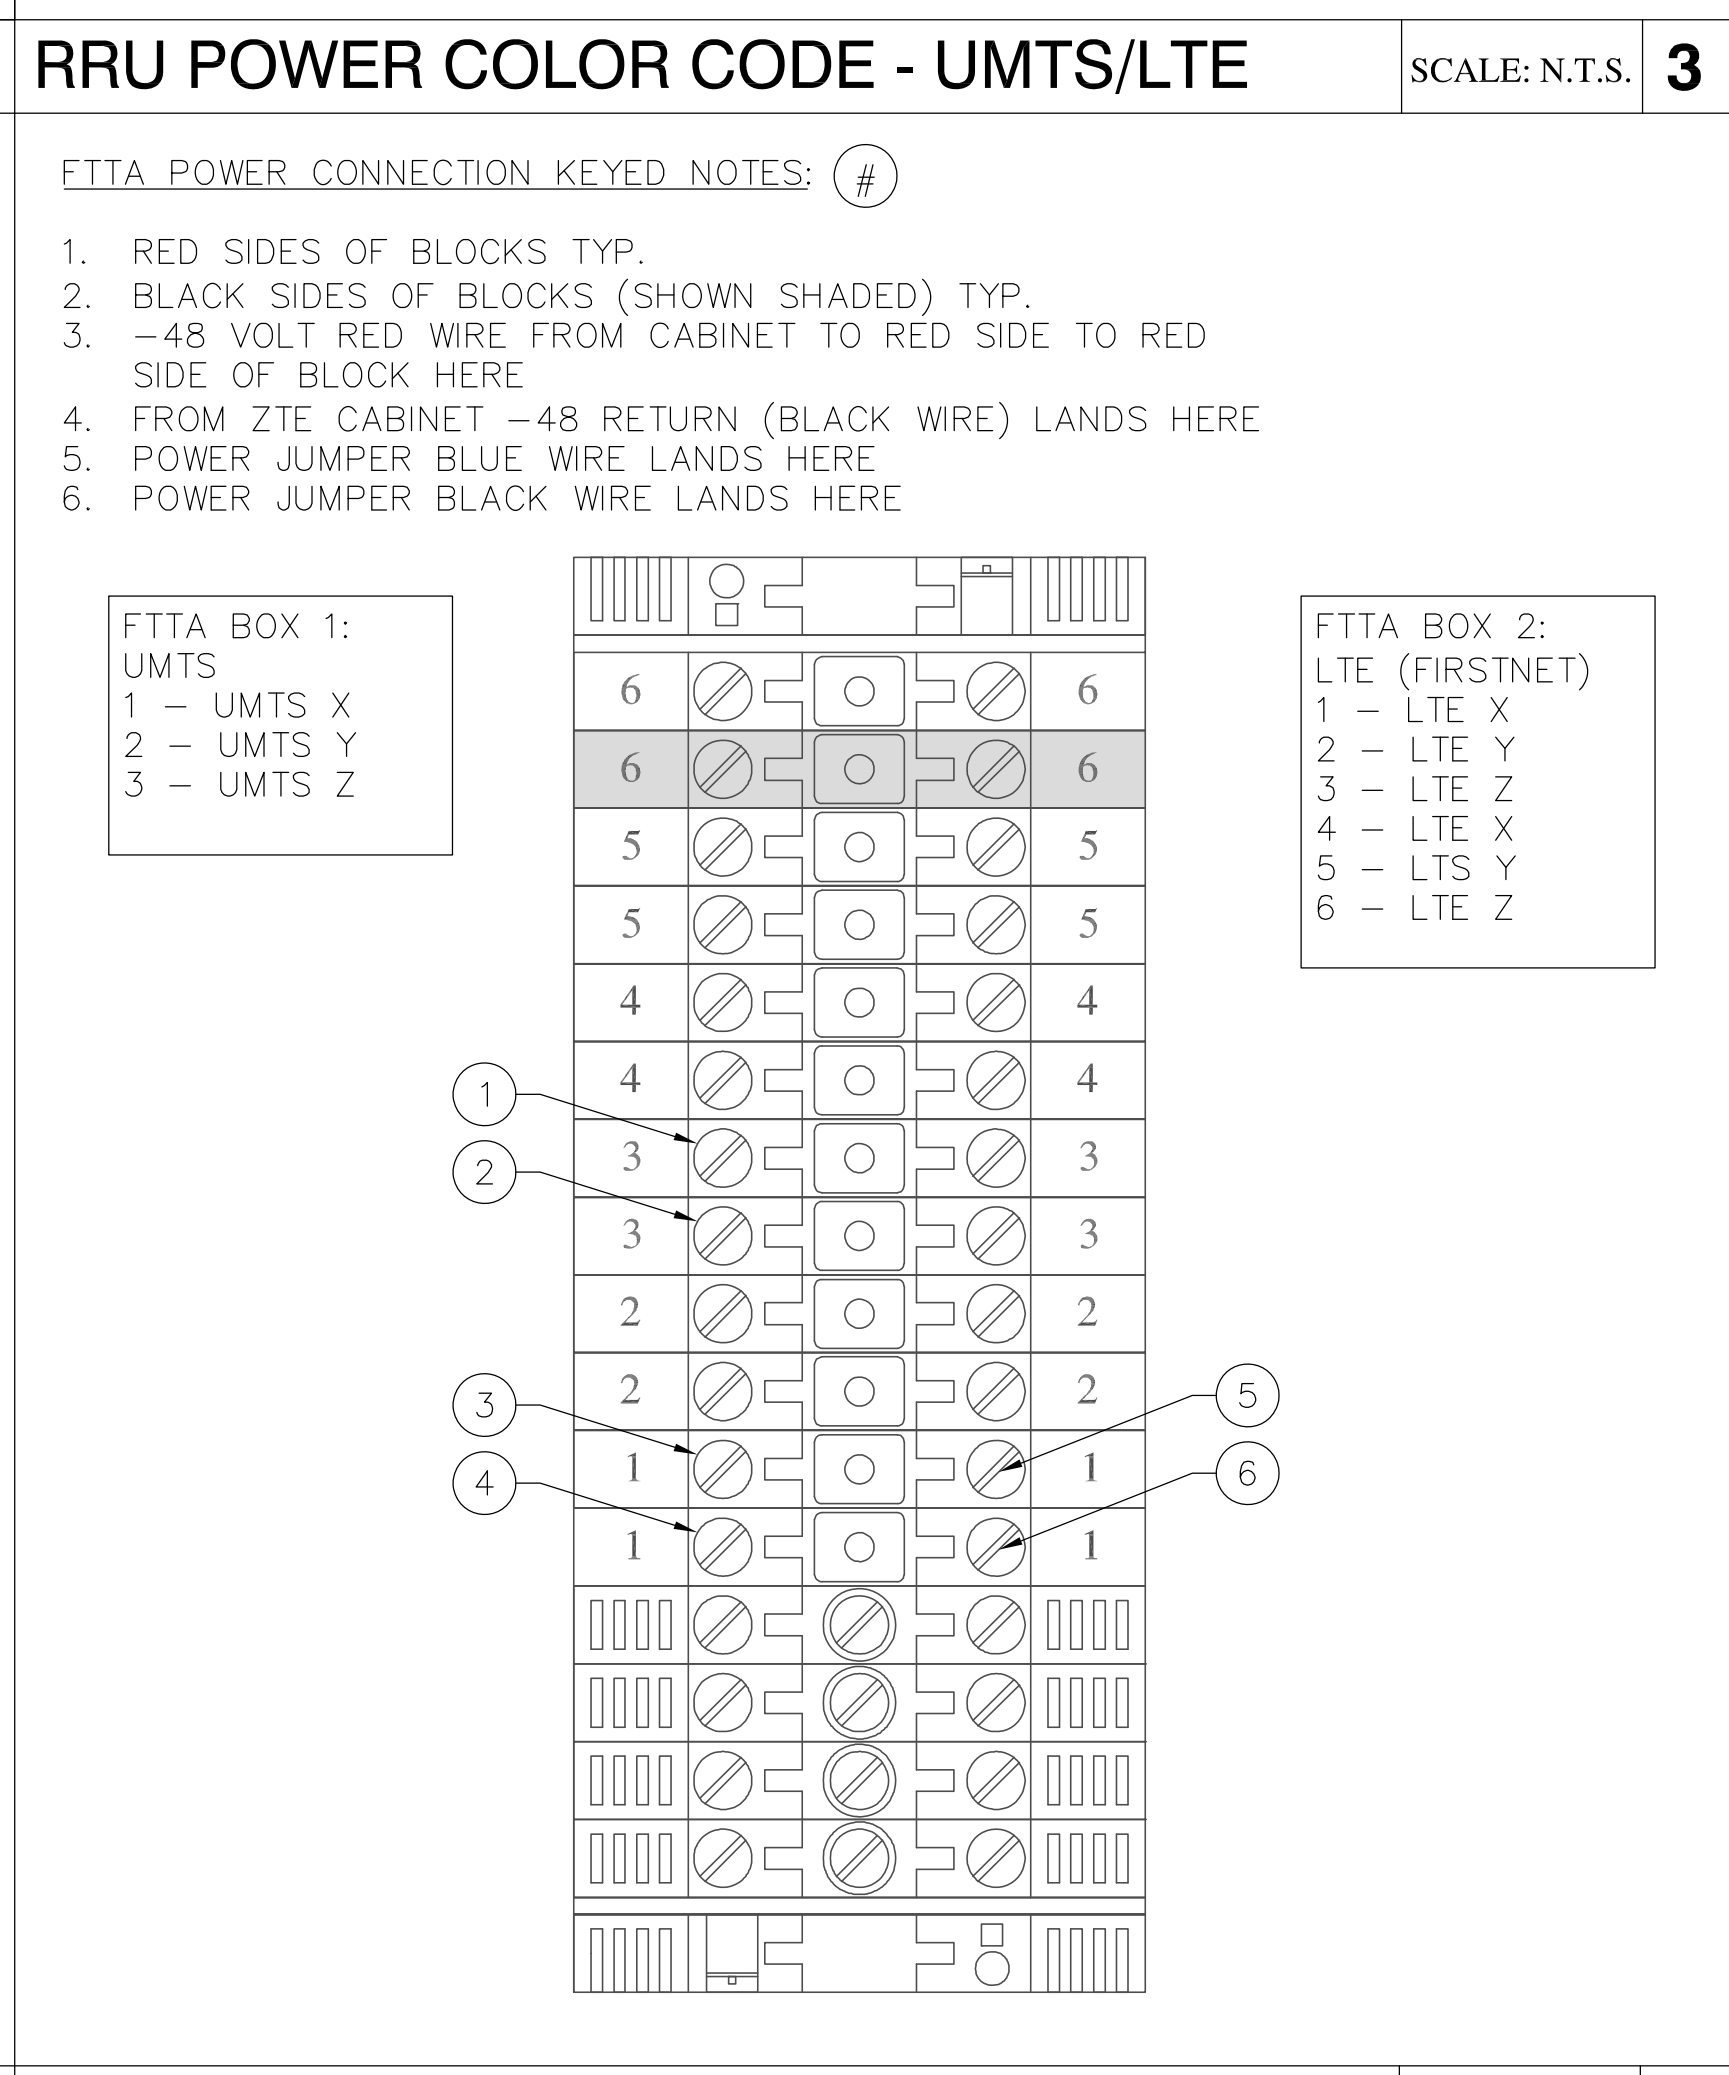 RRU POWER COLOR CODE - UMTS/LTE
SCALE: N.T.S.
3
FTTA POWER CONNECTION KEYED NOTES: #
1. RED SIDES OF BLOCKS TYP.
2. BLACK SIDES OF BLOCKS (SHOWN SHADED) TYP.
3. -48 VOLT RED WIRE FROM CABINET TO RED SIDE TO RED
SIDE OF BLOCK HERE
4. FROM ZTE CABINET -48 RETURN (BLACK WIRE) LANDS HERE
5. POWER JUMPER BLUE WIRE LANDS HERE
6. POWER JUMPER BLACK WIRE LANDS HERE
FTTA BOX 1:
UMTS
1 - UMTS X
2 - UMTS Y
3 - UMTS Z
FTTA BOX 2:
LTE (FIRSTNET)
1 - LTE X
2 - LTE Y
3 - LTE Z
4 - LTE X
5 - LTS Y
6 - LTE Z
6 6
6 6
5 5
5 5
4 4
4 4
1
3 3
2
3 3
2 2
2 2
3
5
1 1
4
6
1 1